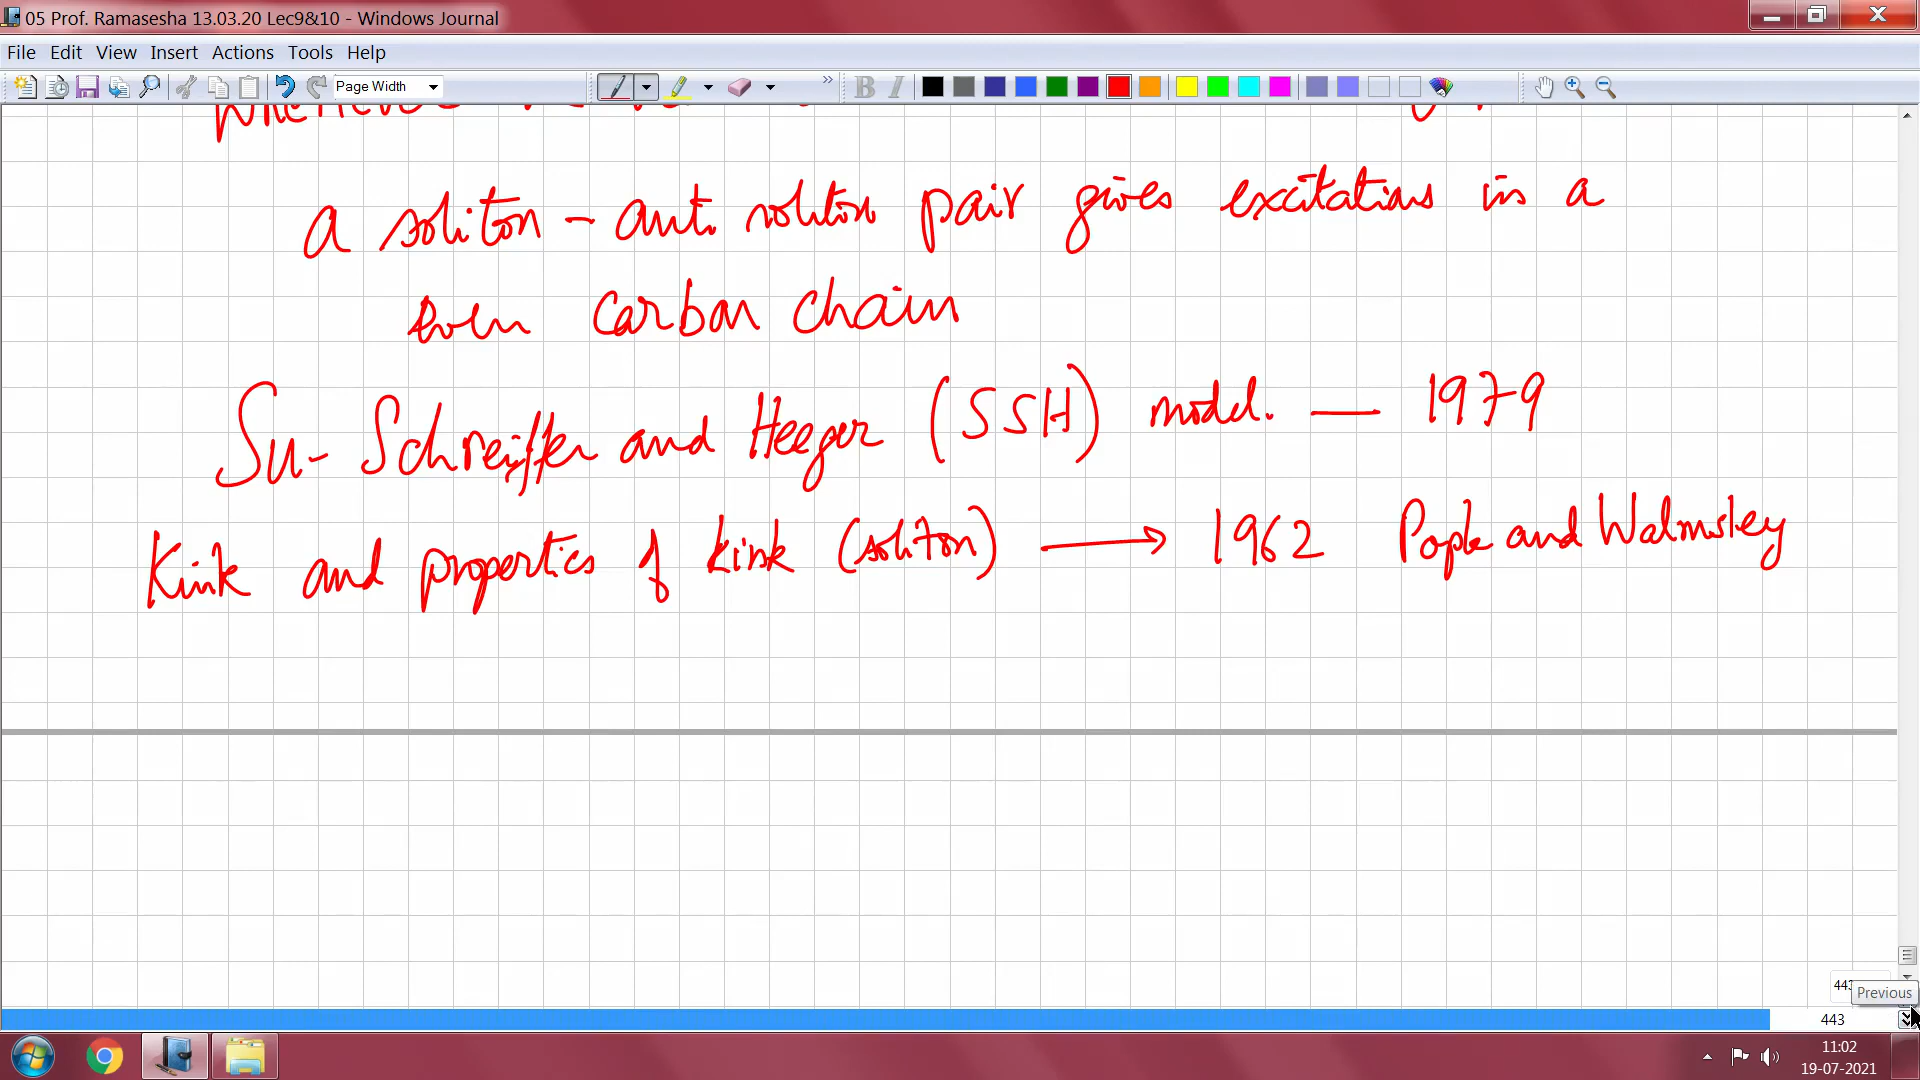 05 Prof. Ramasesha 13.03.20 Lec9&10 - Windows Journal
File Edit View Insert Actions Tools Help
Page Width
B I
a soliton - anti soliton pair gives excitations in a
even carbon chain
Su- Schreiffer and Heeger (SSH) model. — 1979
Kink and properties of kink (soliton) → 1962 Pople and Walmsley
443
Previous
443
11:02
19-07-2021